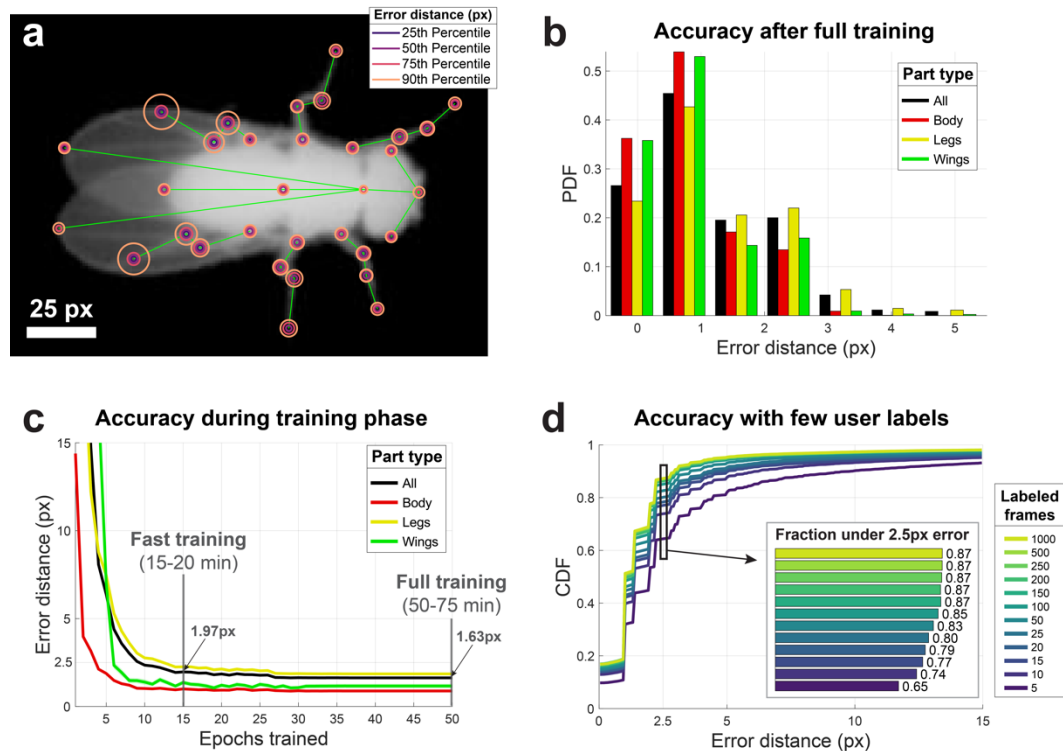 a
Error distance (px)
25th Percentile
50th Percentile
75th Percentile
90th Percentile
25 px
b
Accuracy after full training
PDF
0.5
0.4
0.3
0.2
0.1
0
Part type
All
Body
Legs
Wings
0 1 2 3 4 5
Error distance (px)
c
Accuracy during training phase
Error distance (px)
15
10
5
2.5
0
Part type
All
Body
Legs
Wings
Fast training
(15-20 min)
Full training
(50-75 min)
1.97px
1.63px
5 10 15 20 25 30 35 40 45 50
Epochs trained
d
Accuracy with few user labels
CDF
1
0.8
0.6
0.4
0.2
0
Fraction under 2.5px error
0.87
0.87
0.87
0.87
0.87
0.85
0.83
0.80
0.79
0.77
0.74
0.65
0 2.5 5 10 15
Error distance (px)
Labeled
frames
1000
500
250
200
150
100
50
25
20
15
10
5